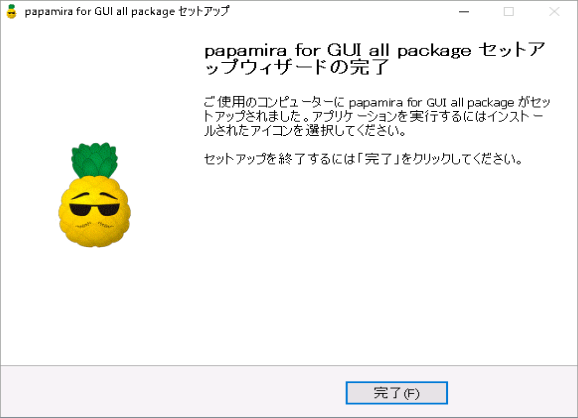 papamira for GUI all package セットアップ
papamira for GUI all package セットア
ップウィザードの完了
ご使用のコンピューターに papamira for GUI all package がセッ
トアップされました。アプリケーションを実行するにはインストー
ルされたアイコンを選択してください。
セットアップを終了するには「完了」をクリックしてください。
完了(F)